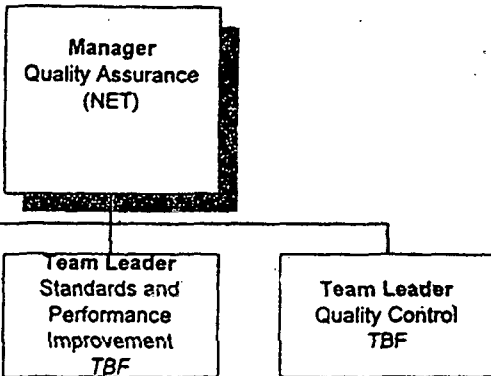 Manager
Quality Assurance
(NET)
Team Leader
Standards and
Performance
Improvement
TBF
Team Leader
Quality Control
TBF